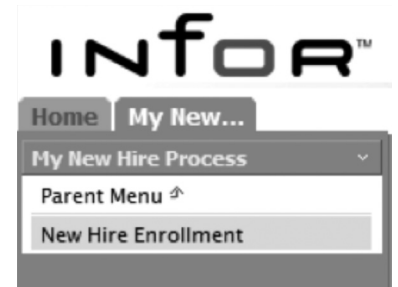 INFOR™
Home My New...
My New Hire Process
Parent Menu
New Hire Enrollment